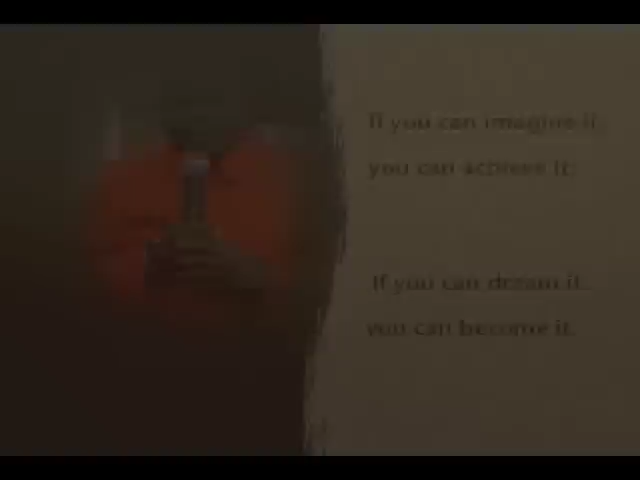 If you can imagine it,
you can achieve it;
If you can dream it,
you can become it.